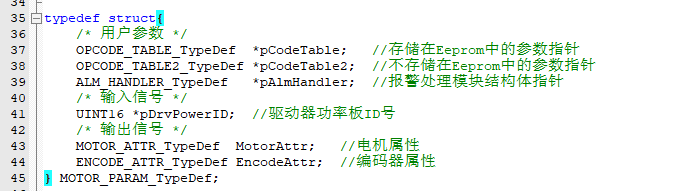 34
35 typedef struct{
36 /* 用户参数 */
37 OPCODE_TABLE_TypeDef *pCodeTable; //存储在Eeprom中的参数指针
38 OPCODE_TABLE2_TypeDef *pCodeTable2; //不存储在Eeprom中的参数指针
39 ALM_HANDLER_TypeDef *pAlmHandler; //报警处理模块结构体指针
40 /* 输入信号 */
41 UINT16 *pDrvPowerID; //驱动器功率板ID号
42 /* 输出信号 */
43 MOTOR_ATTR_TypeDef MotorAttr; //电机属性
44 ENCODE_ATTR_TypeDef EncodeAttr; //编码器属性
45 } MOTOR_PARAM_TypeDef;